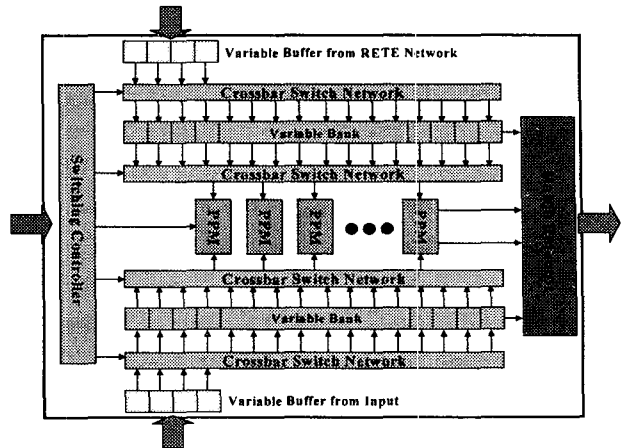 Variable Buffer from RETE Network
Crossbar Switch Network
Variable Bank
Crossbar Switch Network
Switching Controller
PPM
PPM
PPM
PPM
Crossbar Switch Network
Variable Bank
Crossbar Switch Network
Variable Buffer from Input